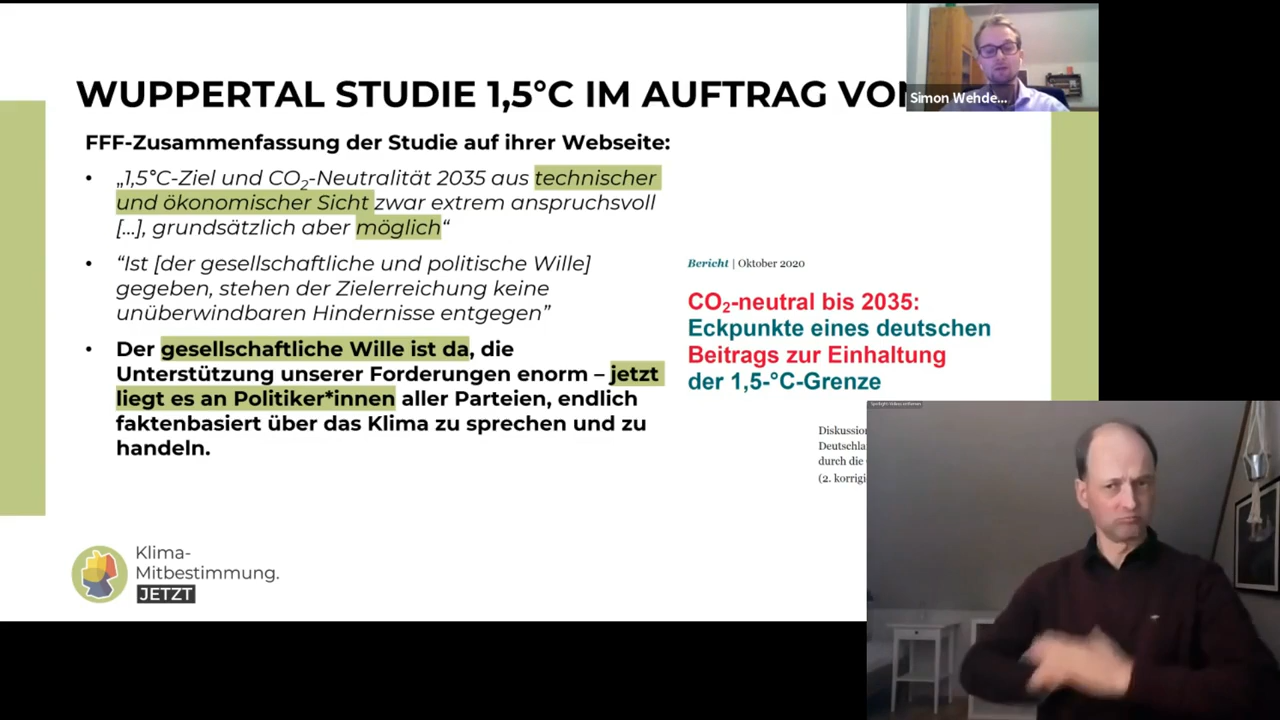 WUPPERTAL STUDIE 1,5°C IM AUFTRAG VON
Simon Wehde...
FFF-Zusammenfassung der Studie auf ihrer Webseite:
• „1,5°C-Ziel und CO₂-Neutralität 2035 aus technischer
und ökonomischer Sicht zwar extrem anspruchsvoll
[...], grundsätzlich aber möglich“
• “Ist [der gesellschaftliche und politische Wille]
gegeben, stehen der Zielerreichung keine
unüberwindbaren Hindernisse entgegen”
• Der gesellschaftliche Wille ist da, die
Unterstützung unserer Forderungen enorm – jetzt
liegt es an Politiker*innen aller Parteien, endlich
faktenbasiert über das Klima zu sprechen und zu
handeln.
Bericht | Oktober 2020
CO₂-neutral bis 2035:
Eckpunkte eines deutschen
Beitrags zur Einhaltung
der 1,5-°C-Grenze
durch die
(2.
Klima-
Mitbestimmung.
JETZT